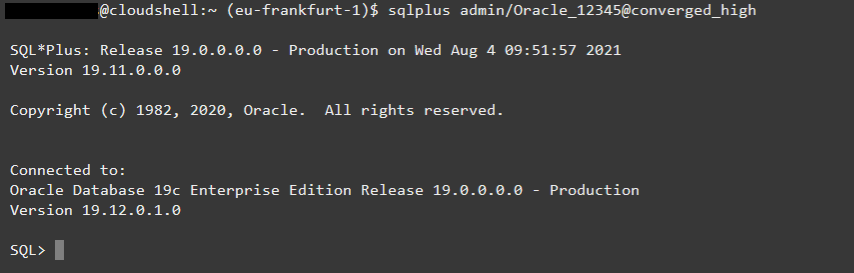 @cloudshell:~ (eu-frankfurt-1)$ sqlplus admin/Oracle_12345@converged_high
SQL*Plus: Release 19.0.0.0.0 - Production on Wed Aug 4 09:51:57 2021
Version 19.11.0.0.0
Copyright (c) 1982, 2020, Oracle.  All rights reserved.
Connected to:
Oracle Database 19c Enterprise Edition Release 19.0.0.0.0 - Production
Version 19.12.0.1.0
SQL>